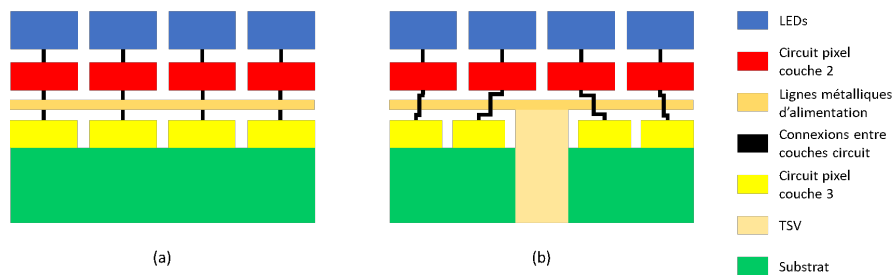 LEDs
Circuit pixel
couche 2
Lignes métalliques
d'alimentation
Connexions entre
couches circuit
Circuit pixel
couche 3
TSV
Substrat
(a)
(b)